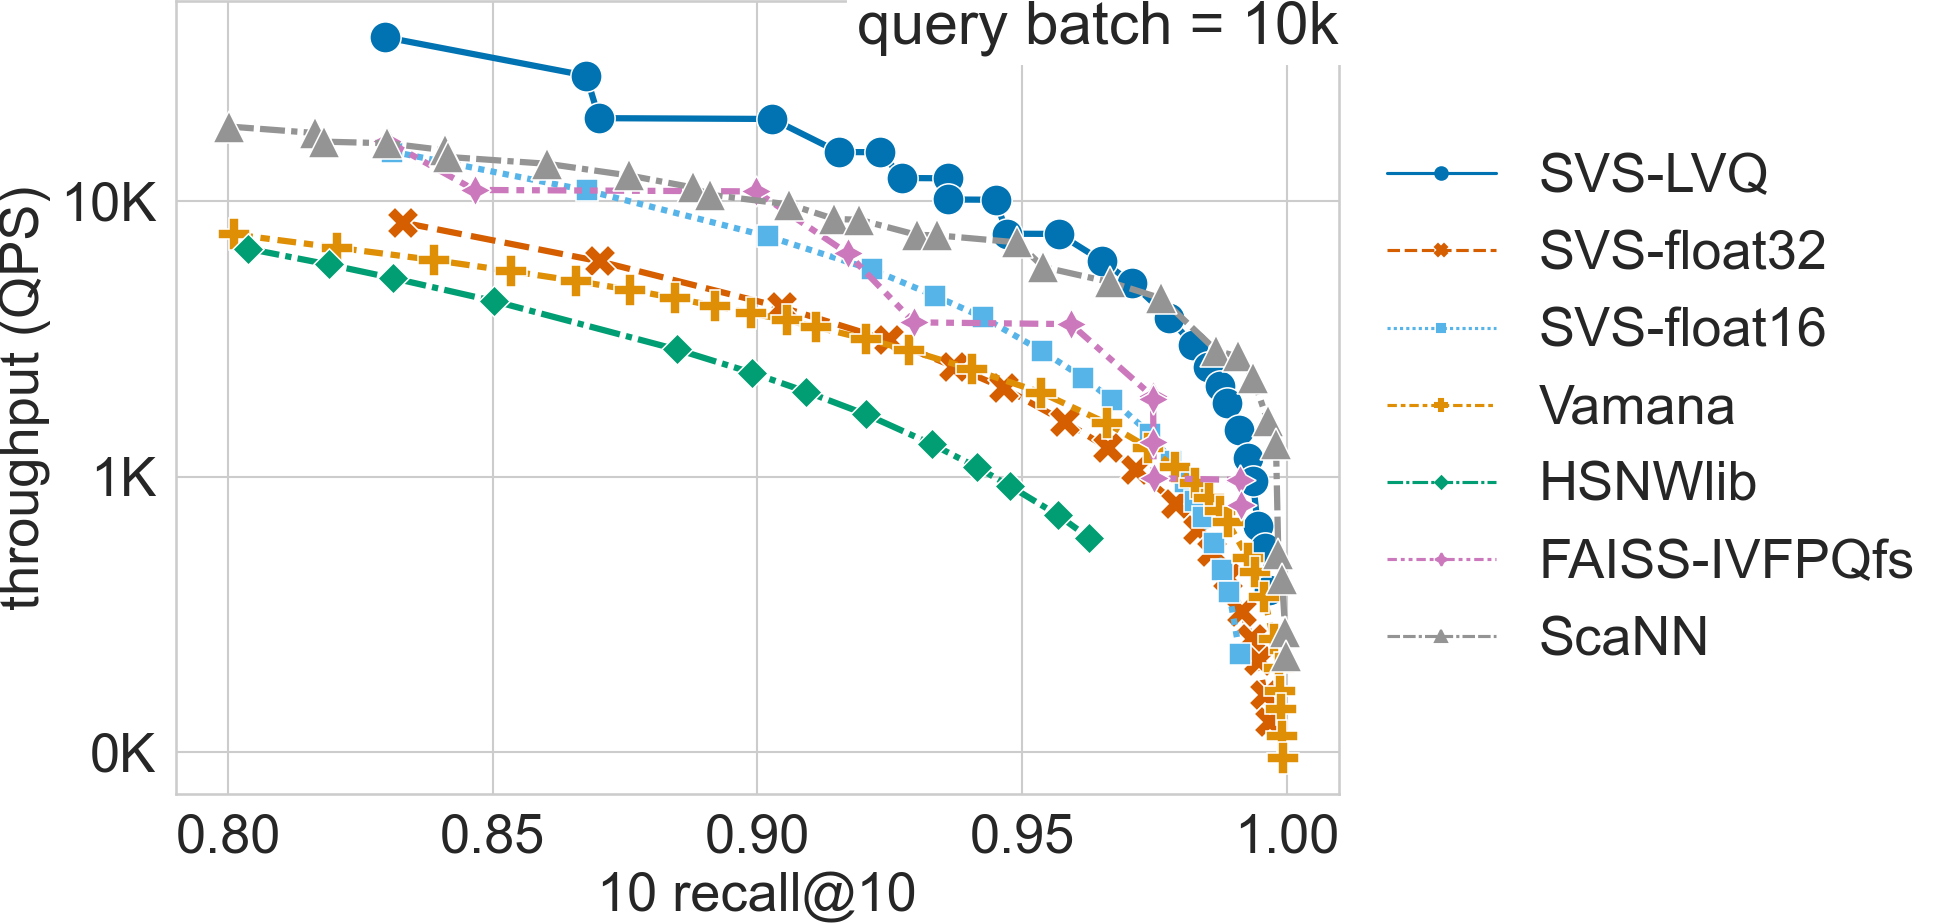 query batch = 10k
throughput (QPS)
10K
1K
0K
0.80 0.85 0.90 0.95 1.00
10 recall@10
SVS-LVQ
SVS-float32
SVS-float16
Vamana
HSNWlib
FAISS-IVFPQfs
ScaNN